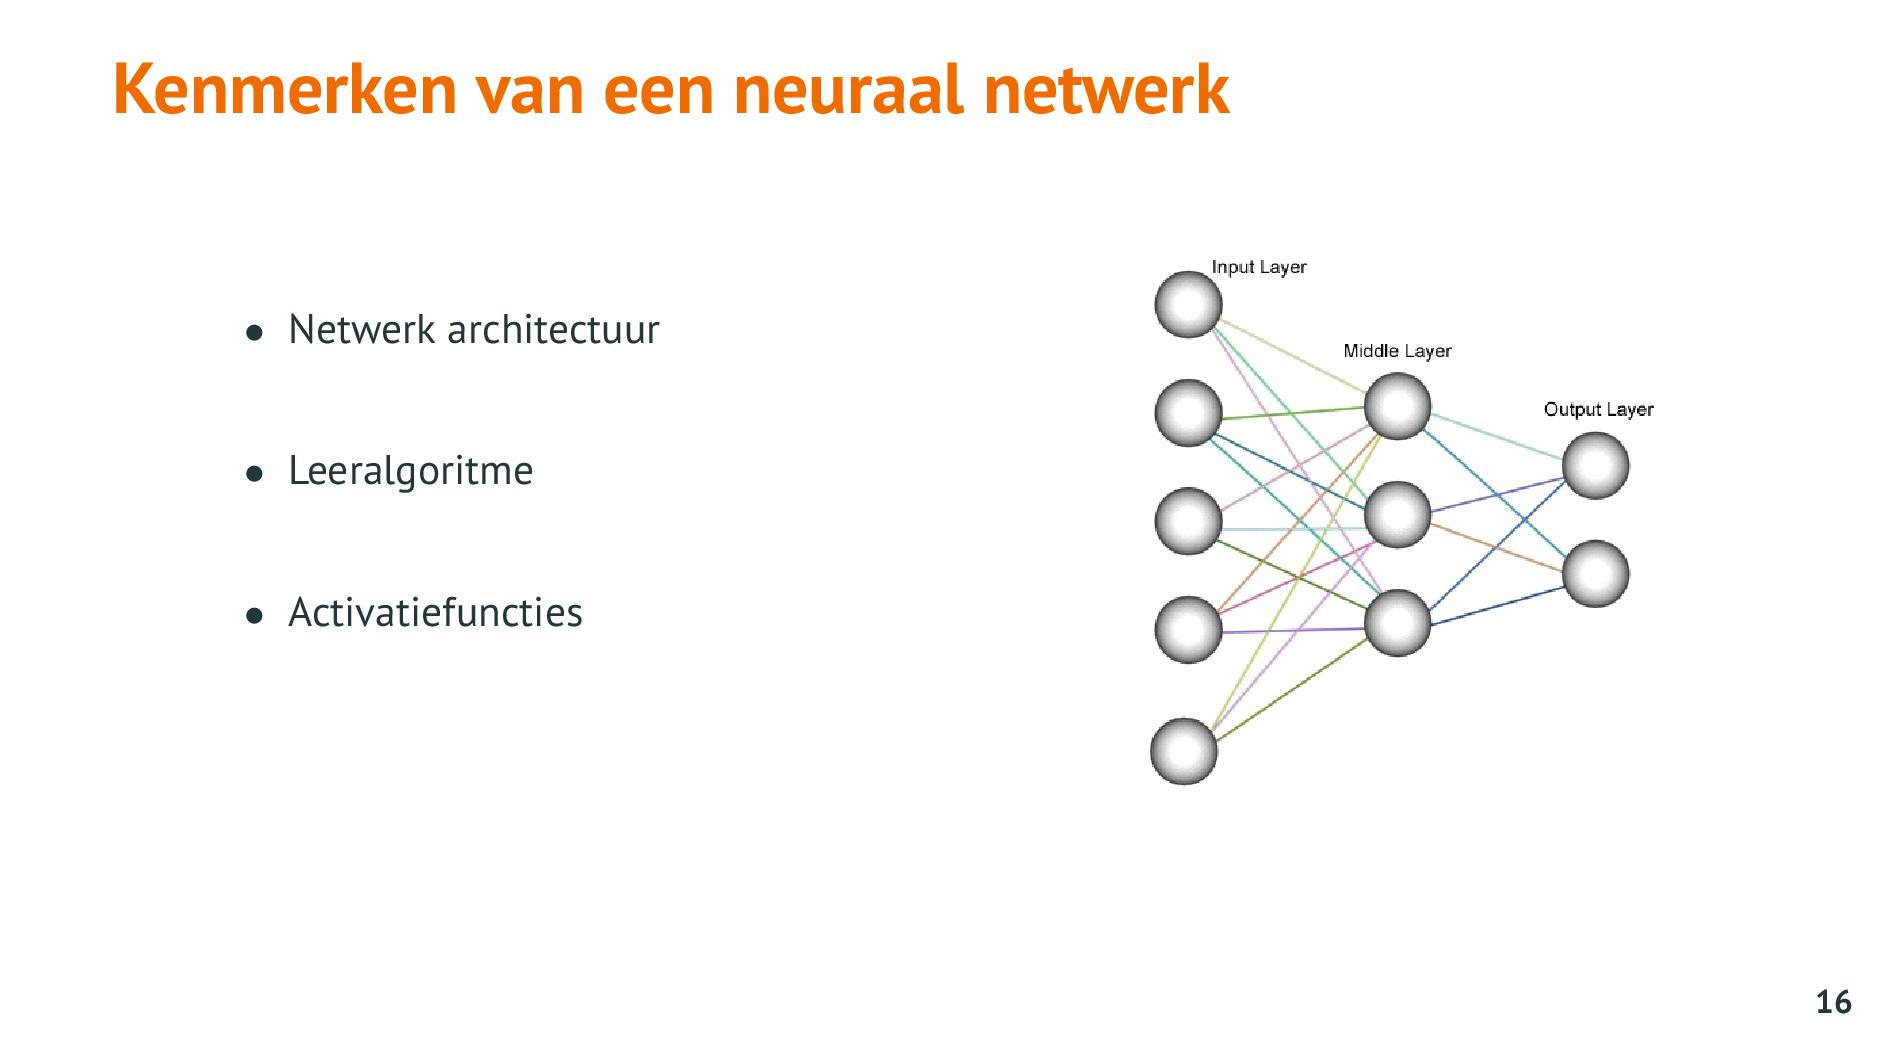 Kenmerken van een neuraal netwerk
● Netwerk architectuur
● Leeralgoritme
● Activatiefuncties
Input Layer
Middle Layer
Output Layer
16